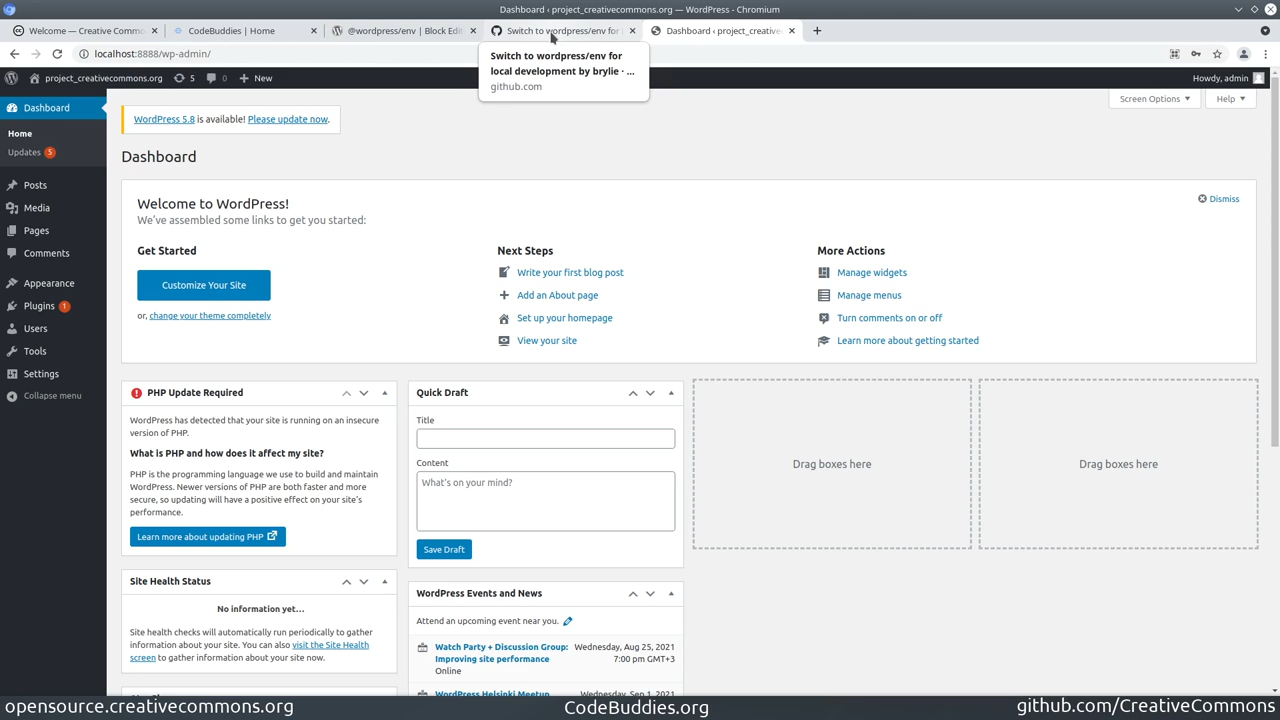 Dashboard ‹ project_creativecommons.org — WordPress - Chromium
Welcome — Creative Commo
CodeBuddies | Home
@wordpress/env | Block Edit
Switch to wordpress/env for
Dashboard ‹ project_creative
localhost:8888/wp-admin/
Switch to wordpress/env for
local development by brylie · ...
github.com
project_creativecommons.org
5
0
New
Howdy, admin
Dashboard
Home
Updates 5
Posts
Media
Pages
Comments
Appearance
Plugins 1
Users
Tools
Settings
Collapse menu
Screen Options
Help
WordPress 5.8 is available! Please update now.
Dashboard
Welcome to WordPress!
We've assembled some links to get you started:
Dismiss
Get Started
Customize Your Site
or, change your theme completely
Next Steps
Write your first blog post
Add an About page
Set up your homepage
View your site
More Actions
Manage widgets
Manage menus
Turn comments on or off
Learn more about getting started
PHP Update Required
WordPress has detected that your site is running on an insecure
version of PHP.
What is PHP and how does it affect my site?
PHP is the programming language we use to build and maintain
WordPress. Newer versions of PHP are both faster and more
secure, so updating will have a positive effect on your site's
performance.
Learn more about updating PHP
Site Health Status
No information yet...
Site health checks will automatically run periodically to gather
information about your site. You can also visit the Site Health
screen to gather information about your site now.
Quick Draft
Title
Content
What's on your mind?
Save Draft
WordPress Events and News
Attend an upcoming event near you.
Watch Party + Discussion Group:
Improving site performance
Online
Wednesday, Aug 25, 2021
7:00 pm GMT+3
WordPress Helsinki Meetup
Wednesday, Sep 1, 2021
Drag boxes here
Drag boxes here
opensource.creativecommons.org
CodeBuddies.org
github.com/CreativeCommons